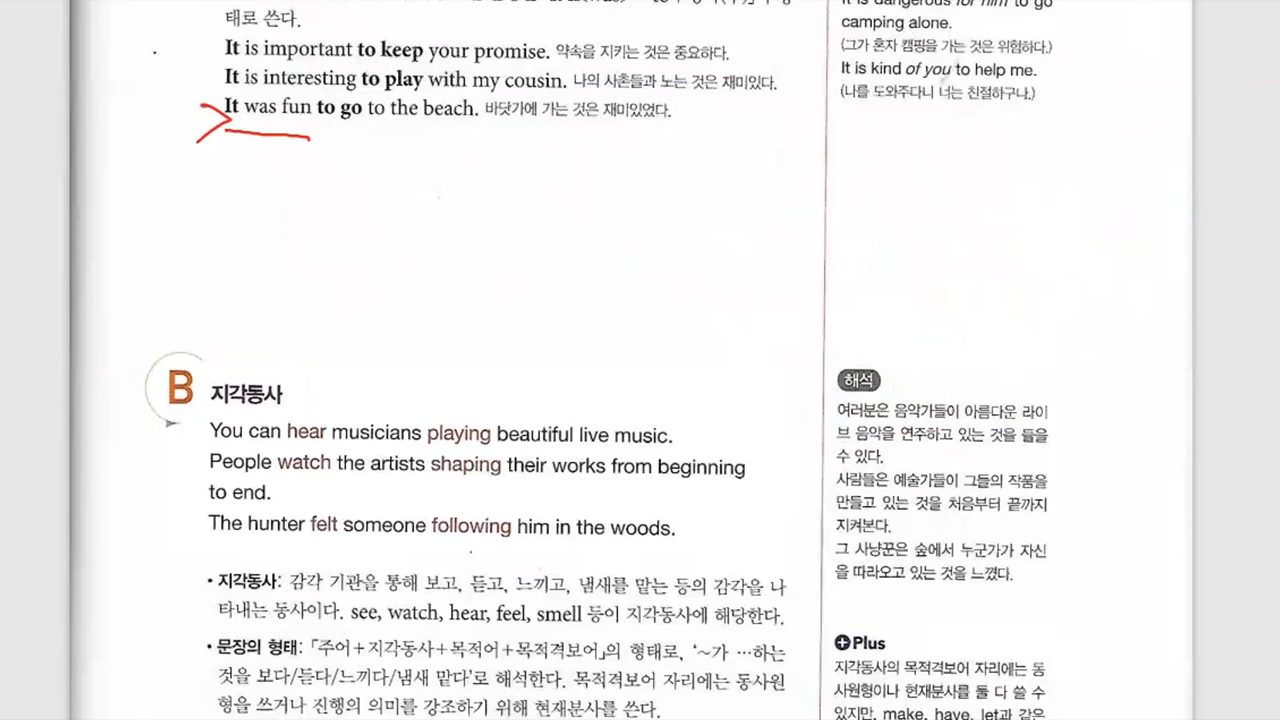 태로 쓴다.
It is important to keep your promise. 약속을 지키는 것은 중요하다.
It is interesting to play with my cousin. 나의 사촌들과 노는 것은 재미있다.
It was fun to go to the beach. 바닷가에 가는 것은 재미있었다.
It is dangerous for him to go
camping alone.
(그가 혼자 캠핑을 가는 것은 위험하다.)
It is kind of you to help me.
(나를 도와주다니 너는 친절하구나.)
B 지각동사
You can hear musicians playing beautiful live music.
People watch the artists shaping their works from beginning
to end.
The hunter felt someone following him in the woods.
• 지각동사: 감각 기관을 통해 보고, 듣고, 느끼고, 냄새를 맡는 등의 감각을 나
타내는 동사이다. see, watch, hear, feel, smell 등이 지각동사에 해당한다.
• 문장의 형태: 「주어+지각동사+목적어+목적격보어」의 형태로, ‘~가 …하는
것을 보다/듣다/느끼다/냄새 맡다’로 해석한다. 목적격보어 자리에는 동사원
형을 쓰거나 진행의 의미를 강조하기 위해 현재분사를 쓴다.
해석
여러분은 음악가들이 아름다운 라이
브 음악을 연주하고 있는 것을 들을
수 있다.
사람들은 예술가들이 그들의 작품을
만들고 있는 것을 처음부터 끝까지
지켜본다.
그 사냥꾼은 숲에서 누군가가 자신
을 따라오고 있는 것을 느꼈다.
Plus
지각동사의 목적격보어 자리에는 동
사원형이나 현재분사를 둘 다 쓸 수
있지만, make, have, let과 같은